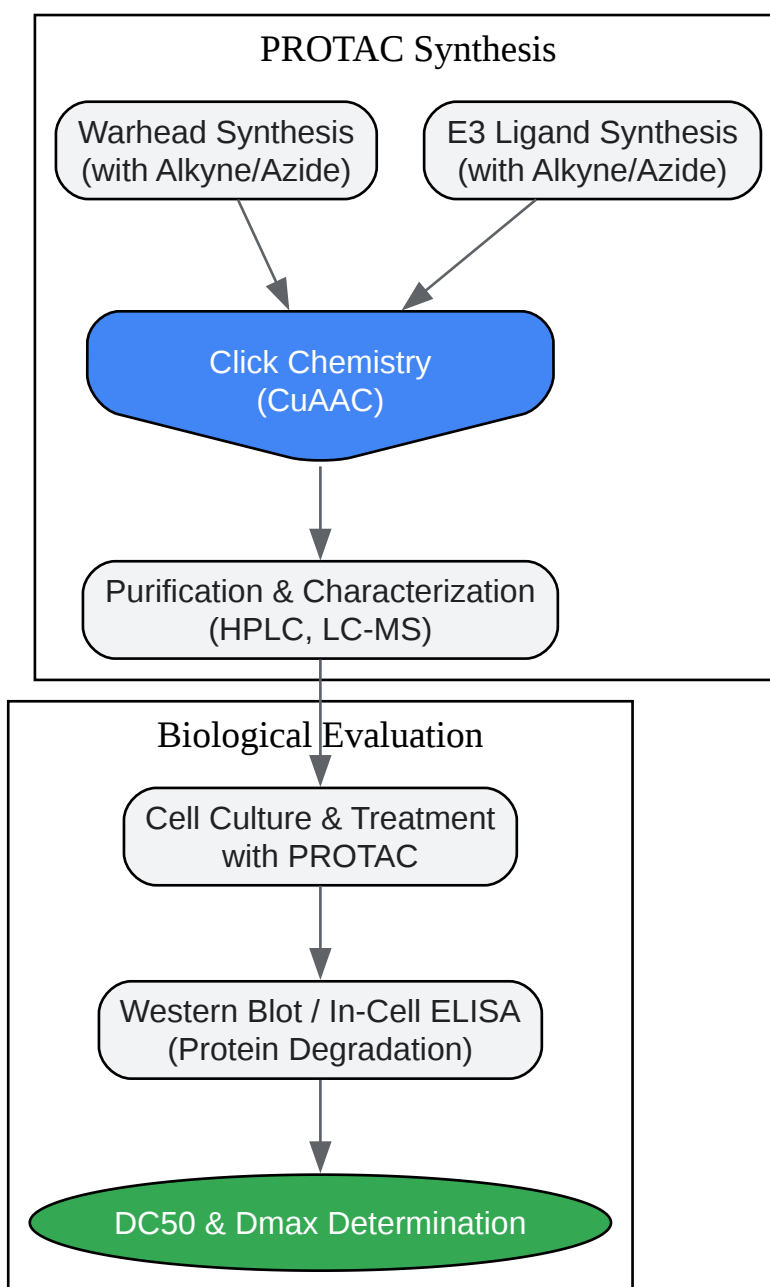 PROTAC Synthesis
Warhead Synthesis
(with Alkyne/Azide)
E3 Ligand Synthesis
(with Alkyne/Azide)
Click Chemistry
(CuAAC)
Purification & Characterization
(HPLC, LC-MS)
Biological Evaluation
Cell Culture & Treatment
with PROTAC
Western Blot / In-Cell ELISA
(Protein Degradation)
DC50 & Dmax Determination